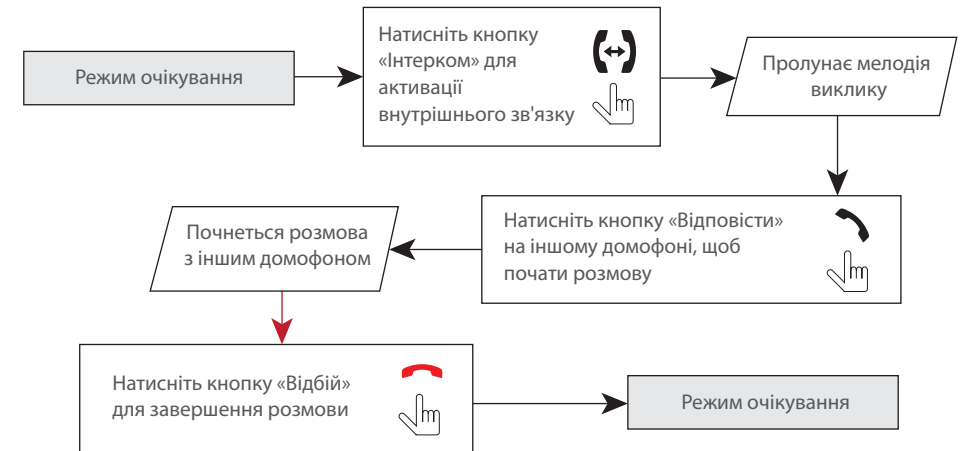 Режим очікування
Натисніть кнопку
«Інтерком» для
активації
внутрішнього зв'язку
Пролунає мелодія
виклику
Натисніть кнопку «Відповісти»
на іншому домофоні, щоб
почати розмову
Почнеться розмова
з іншим домофоном
Натисніть кнопку «Відбій»
для завершення розмови
Режим очікування